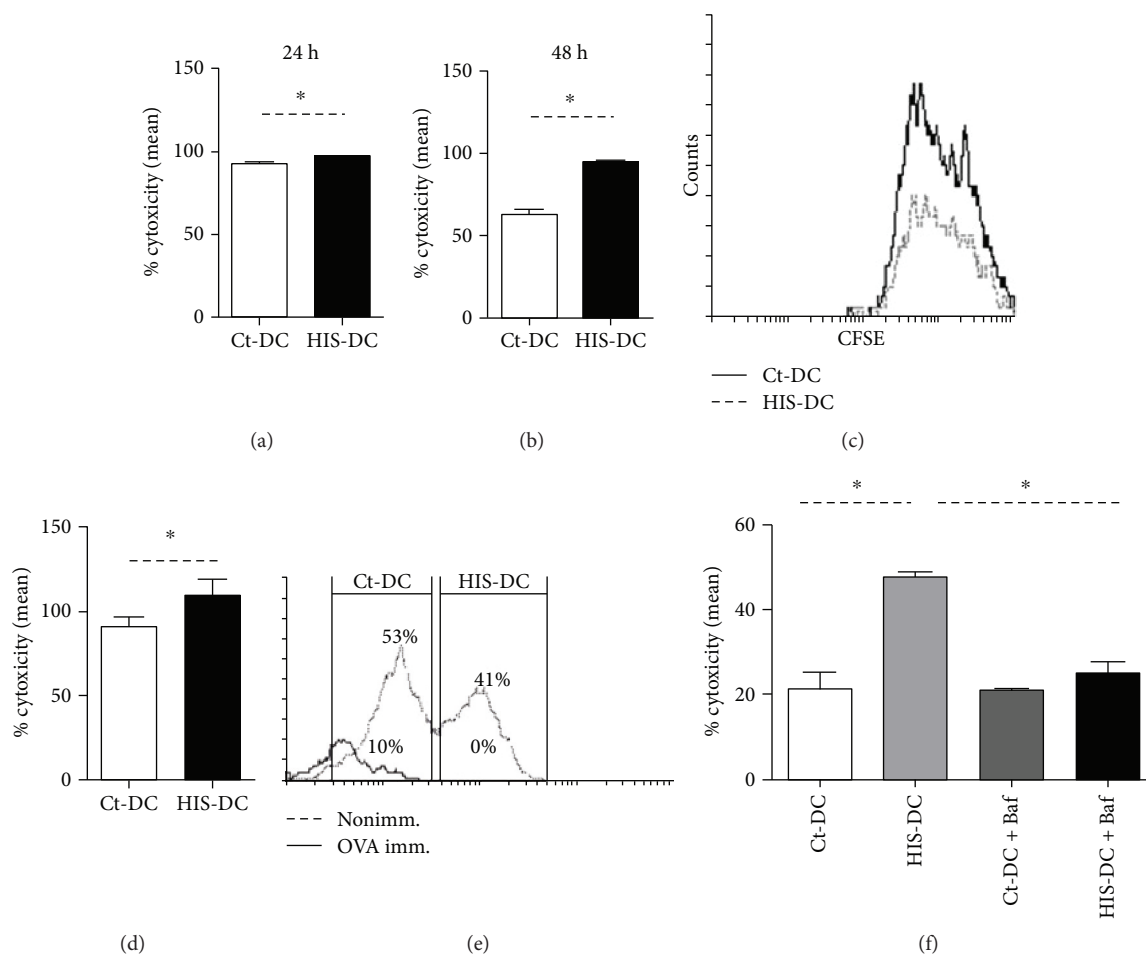 24 h
% cytoxicity (mean)
150
100
50
0
*
Ct-DC HIS-DC
(a)
48 h
% cytoxicity (mean)
150
100
50
0
*
Ct-DC HIS-DC
(b)
Counts
CFSE
Ct-DC
HIS-DC
(c)
% cytoxicity (mean)
150
100
50
0
*
Ct-DC HIS-DC
(d)
Ct-DC HIS-DC
53%
41%
10% 0%
Nonimm.
OVA imm.
(e)
% cytoxicity (mean)
60
40
20
0
* *
Ct-DC
HIS-DC
Ct-DC + Baf
HIS-DC + Baf
(f)